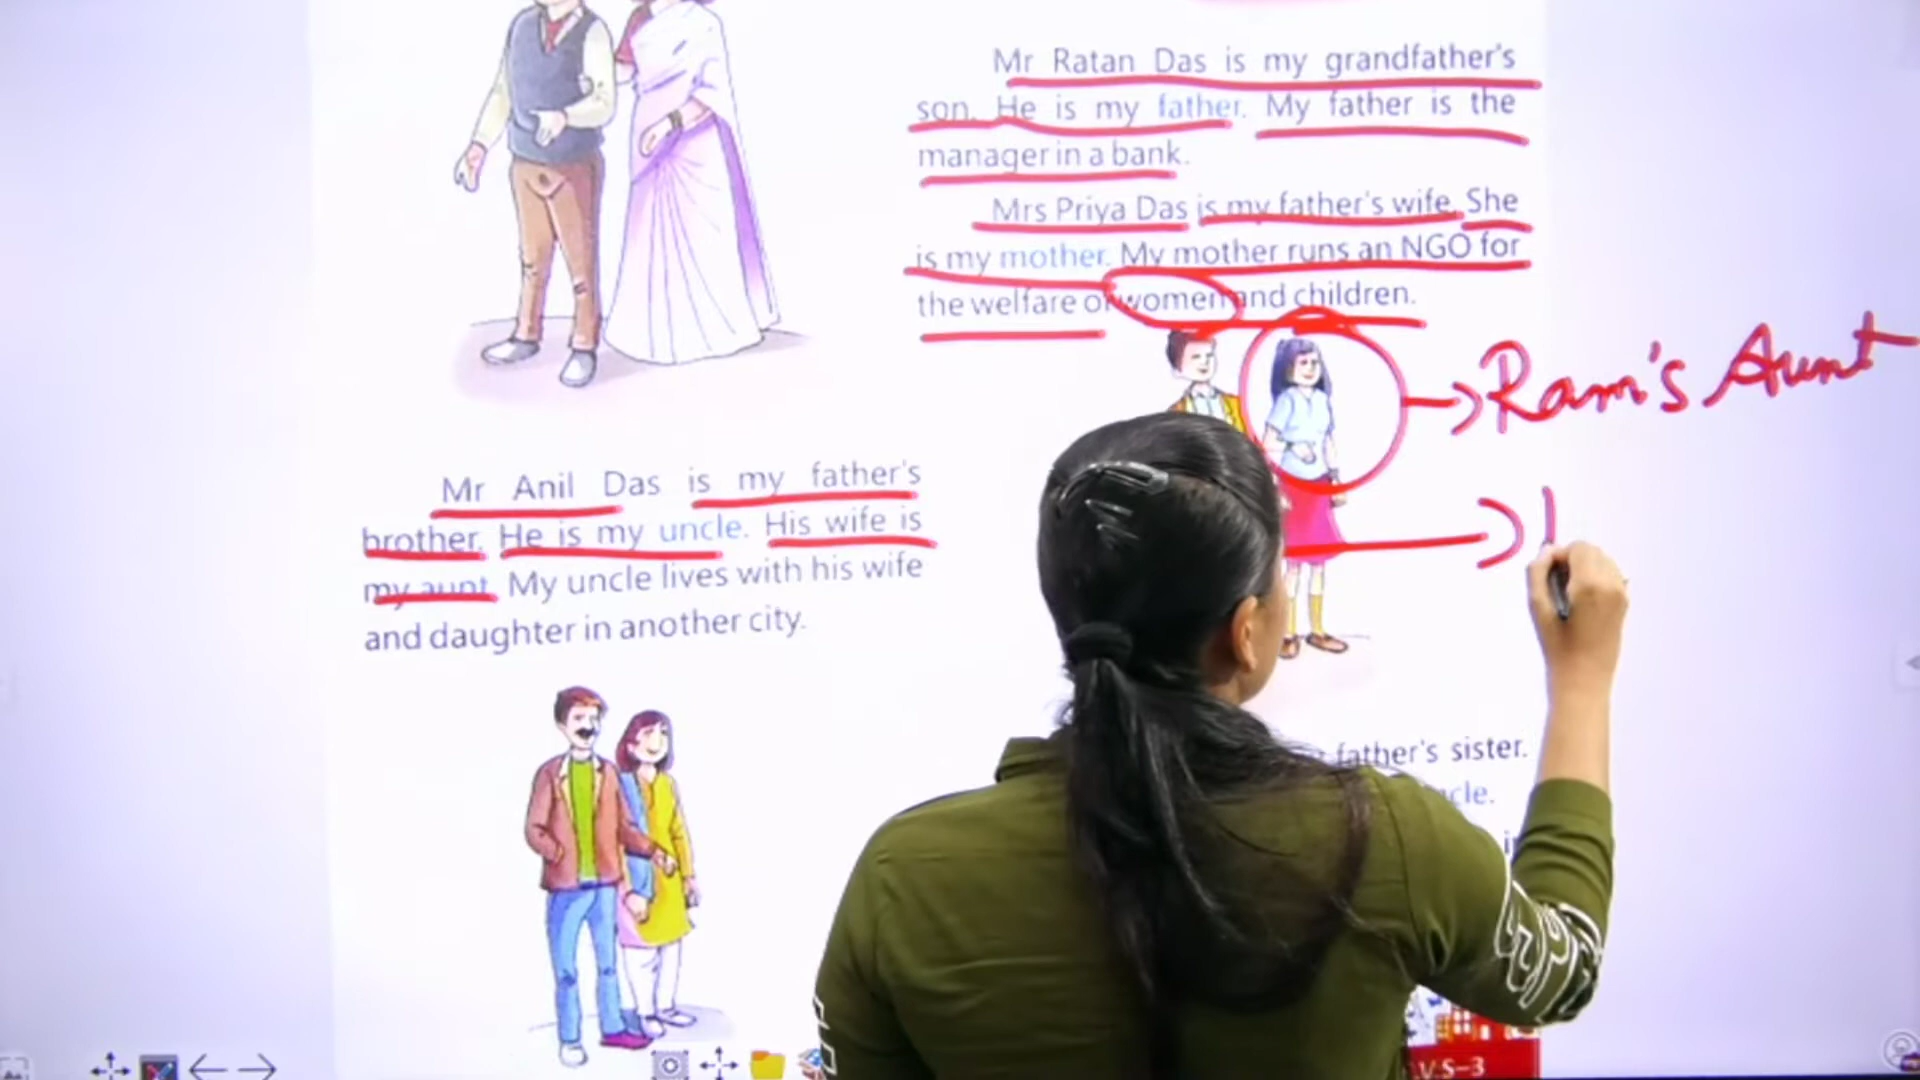 Mr Ratan Das is my grandfather's
son. He is my father. My father is the
manager in a bank.
Mrs Priya Das is my father's wife. She
is my mother. My mother runs an NGO for
the welfare of women and children.
Ram's Aunt
Mr Anil Das is my father's
brother. He is my uncle. His wife is
my aunt. My uncle lives with his wife
and daughter in another city.
father's sister.
V.S-3